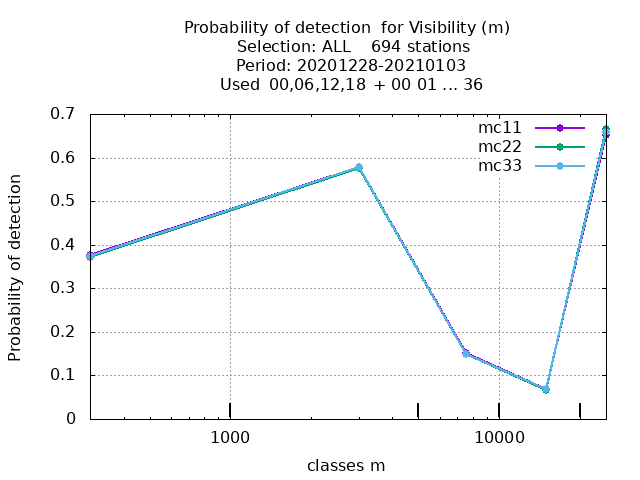 Probability of detection  for Visibility (m)
Selection: ALL    694 stations
Period: 20201228-20210103
Used  00,06,12,18  + 00 01 ... 36
0.7
0.6
0.5
0.4
0.3
0.2
0.1
0
Probability of detection
mc11
mc22
mc33
1000
10000
classes m